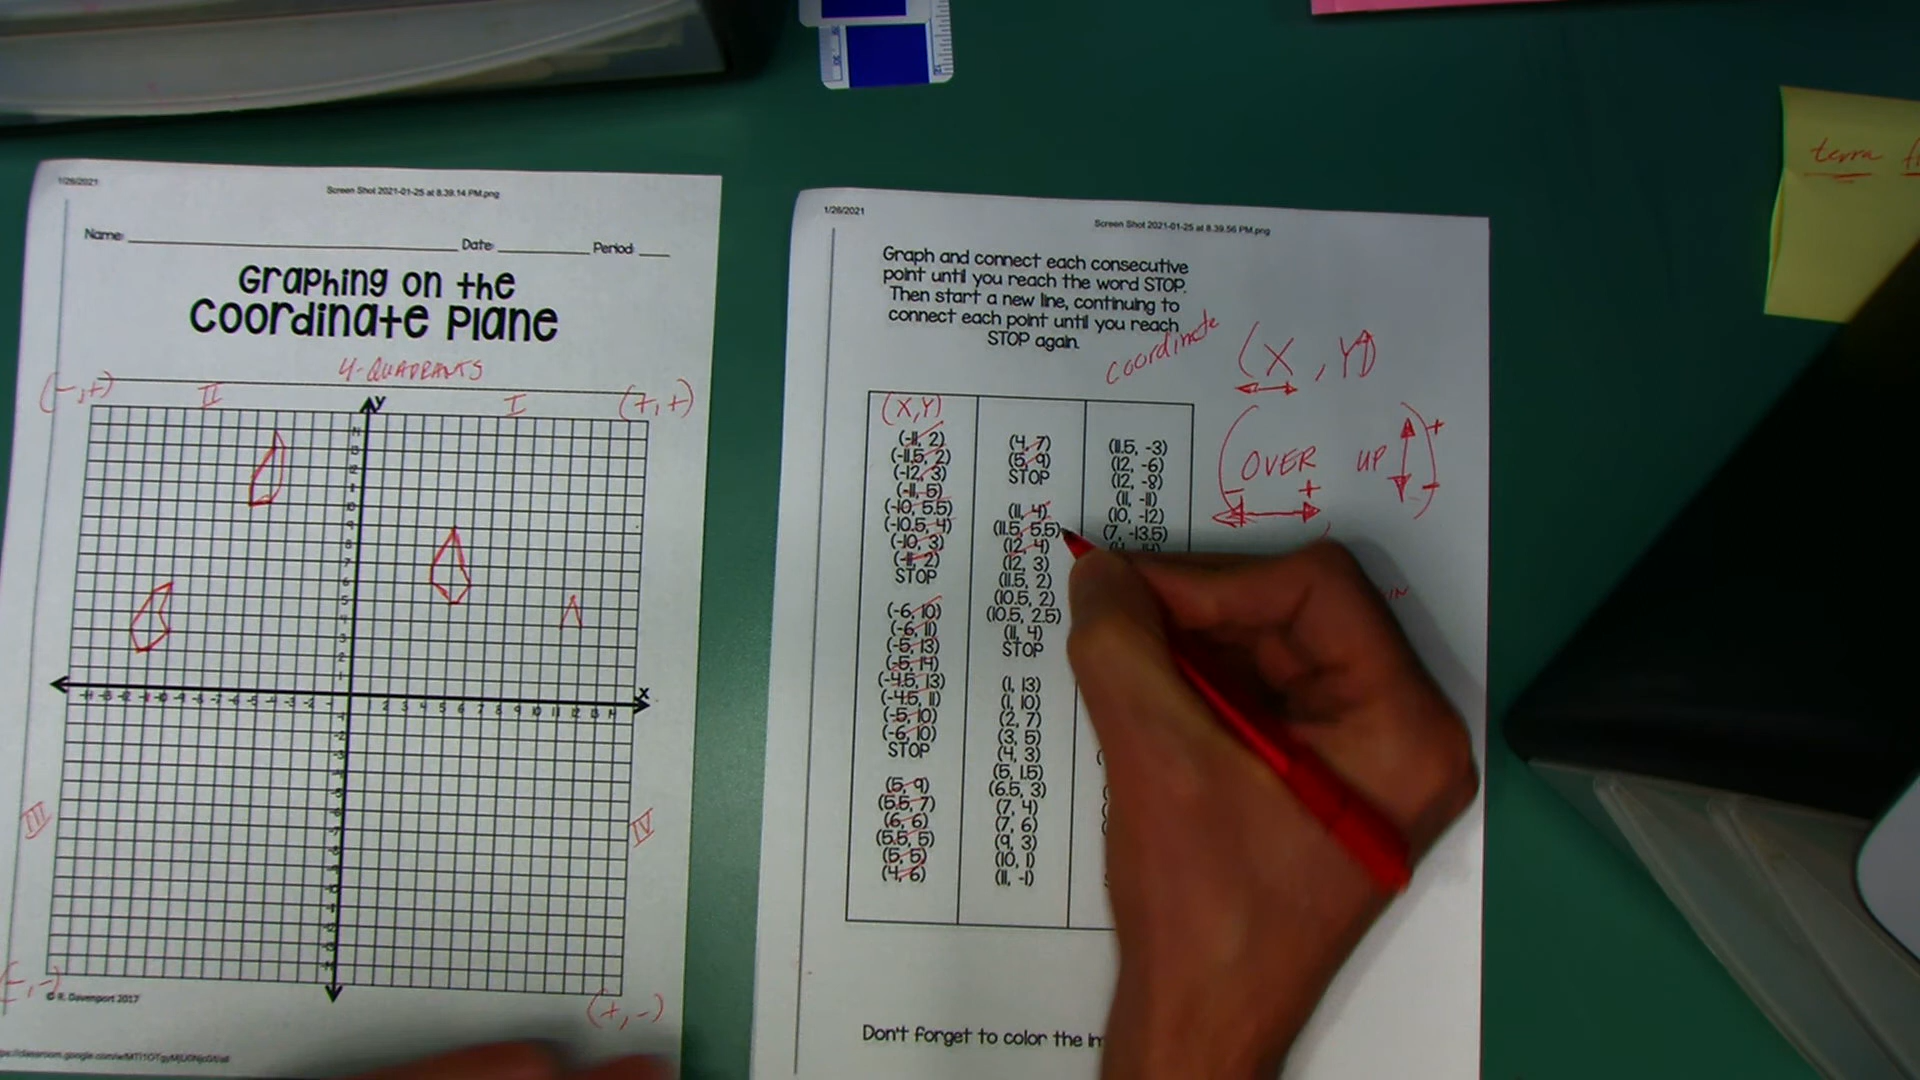 1/26/2021
Screen Shot 2021-01-25 at 8.39.14 PM.png
Name: Date: Period:
Graphing on the
Coordinate Plane
4-QUADRANTS
(-,+) II I (+,+)
y
x
III
IV
(-,-)
(+,-)
© R. Davenport 2017
1/26/2021
Screen Shot 2021-01-25 at 8.39.56 PM.png
Graph and connect each consecutive
point until you reach the word STOP.
Then start a new line, continuing to
connect each point until you reach
STOP again.
coordinate
(X, Y)
(OVER UP)
+
-
- +
(X,Y)
(-11, 2)
(-11.5, 2)
(-12, 3)
(-11, 5)
(-10, 5.5)
(-10.5, 4)
(-10, 3)
(-11, 2)
STOP
(-6, 10)
(-6, 11)
(-5, 13)
(-5, 14)
(-4.5, 13)
(-4.5, 11)
(-5, 10)
(-6, 10)
STOP
(5, 9)
(5.5, 7)
(6, 6)
(5.5, 5)
(5, 5)
(4, 6)
(4, 7)
(5, 9)
STOP
(11, 4)
(11.5, 5.5)
(12, 4)
(12, 3)
(11.5, 2)
(10.5, 2)
(10.5, 2.5)
(11, 4)
STOP
(1, 13)
(1, 10)
(2, 7)
(3, 5)
(4, 3)
(5, 1.5)
(6.5, 3)
(7, 4)
(7, 6)
(9, 3)
(10, 1)
(11, -1)
(11.5, -3)
(12, -6)
(12, -8)
(11, -11)
(10, -12)
(7, -13.5)
Don't forget to color the
terra